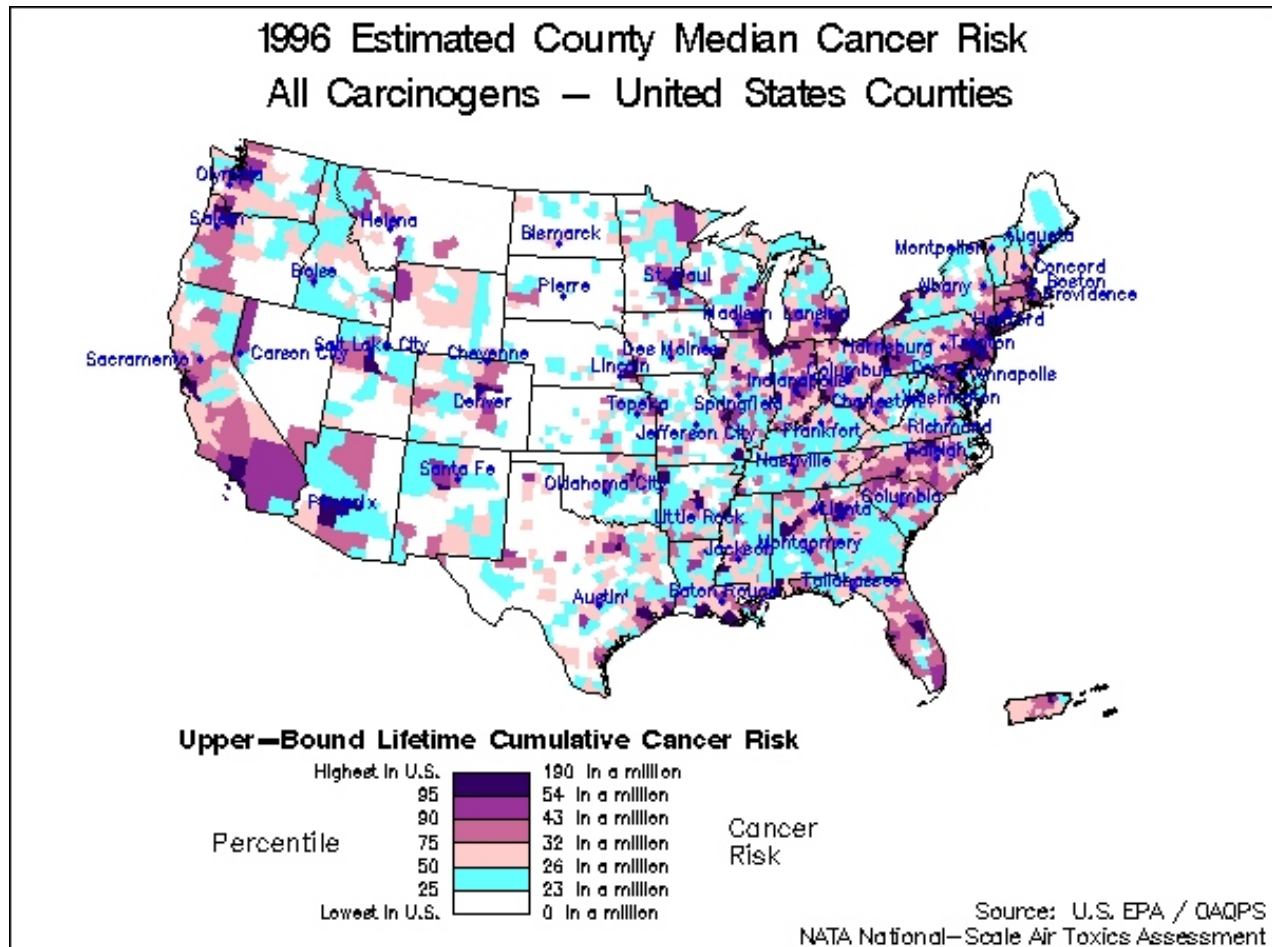 1996 Estimated County Median Cancer Risk
All Carcinogens — United States Counties
Olympia
Salem
Helena
Boise
Bismarck
Pierre
St. Paul
Montpelier
Augusta
Concord
Boston
Providence
Albany
Hartford
Madison
Lansing
Sacramento
Carson City
Salt Lake City
Cheyenne
Denver
Lincoln
Des Moines
Harrisburg
Trenton
Dover
Annapolis
Columbus
Indianapolis
Washington
Topeka
Springfield
Charleston
Jefferson City
Frankfort
Richmond
Santa Fe
Nashville
Raleigh
Oklahoma City
Phoenix
Little Rock
Columbia
Atlanta
Jackson
Montgomery
Austin
Baton Rouge
Tallahassee
Upper—Bound Lifetime Cumulative Cancer Risk
Highest in U.S. 190 in a million
95 54 in a million
90 43 in a million
75 32 in a million
50 26 in a million
25 23 in a million
Lowest in U.S. 0 in a million
Percentile
Cancer
Risk
Source: U.S. EPA / OAQPS
NATA National—Scale Air Toxics Assessment